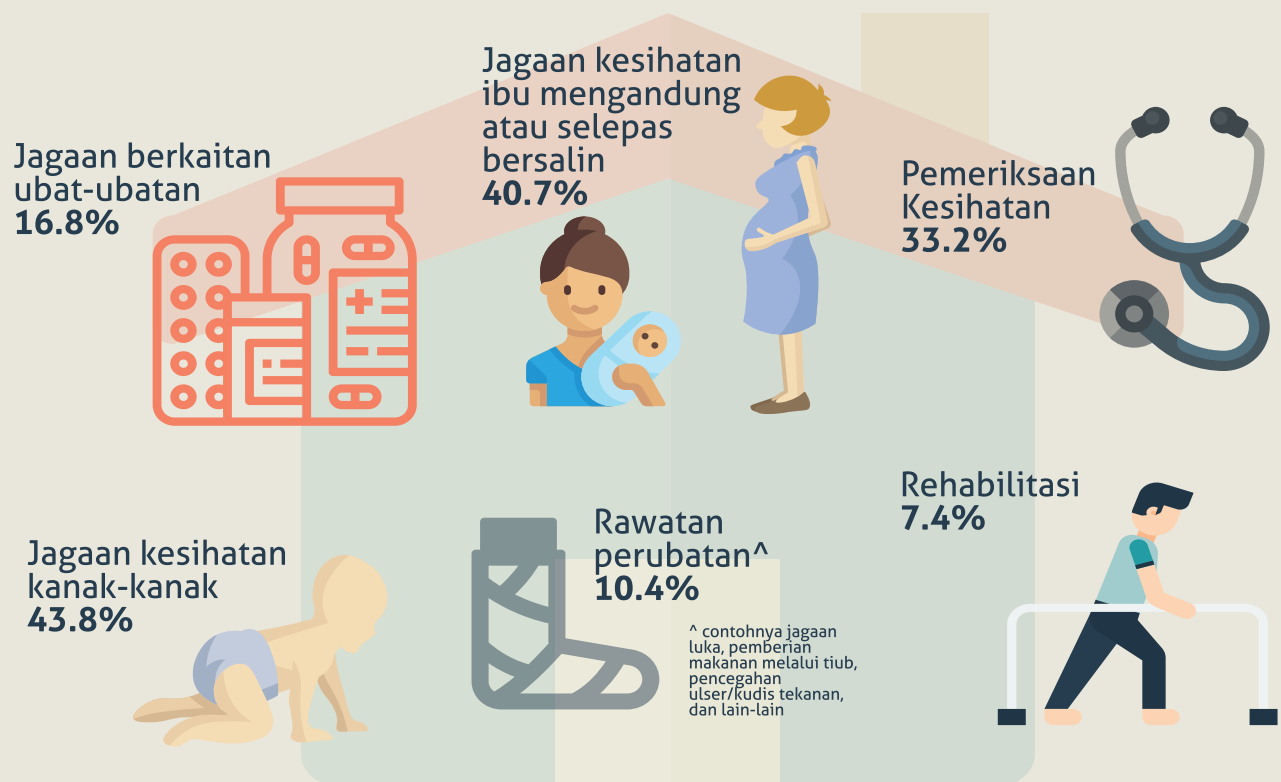 Jagaan kesihatan
ibu mengandung
atau selepas
bersalin
40.7%
Jagaan berkaitan
ubat-ubatan
16.8%
Pemeriksaan
Kesihatan
33.2%
Jagaan kesihatan
kanak-kanak
43.8%
Rawatan
perubatan^
10.4%
^ contohnya jagaan
luka, pemberian
makanan melalui tiub,
pencegahan
ulser/kudis tekanan,
dan lain-lain
Rehabilitasi
7.4%